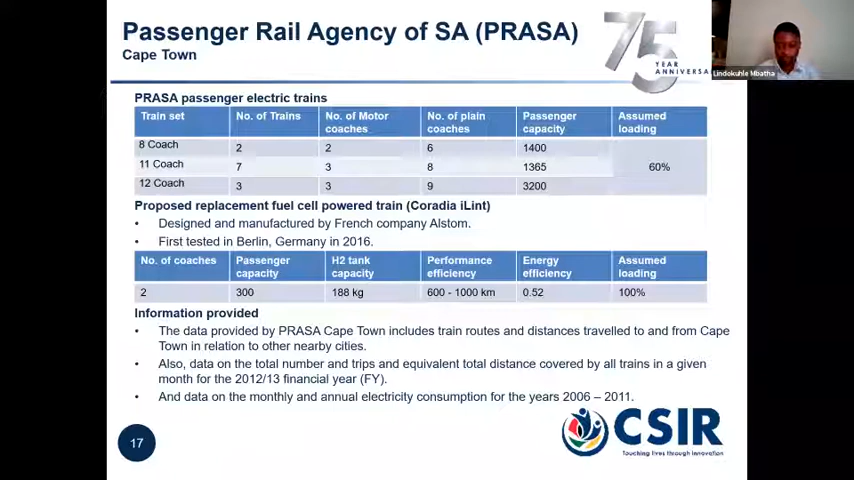 Passenger Rail Agency of SA (PRASA)
Cape Town
75
YEAR
ANNIVERSA
Lindokuhle Mbatha
PRASA passenger electric trains
Train set No. of Trains No. of Motor coaches No. of plain coaches Passenger capacity Assumed loading
8 Coach 2 2 6 1400
11 Coach 7 3 8 1365 60%
12 Coach 3 3 9 3200
Proposed replacement fuel cell powered train (Coradia iLint)
• Designed and manufactured by French company Alstom.
• First tested in Berlin, Germany in 2016.
No. of coaches Passenger capacity H2 tank capacity Performance efficiency Energy efficiency Assumed loading
2 300 188 kg 600 - 1000 km 0.52 100%
Information provided
• The data provided by PRASA Cape Town includes train routes and distances travelled to and from Cape
Town in relation to other nearby cities.
• Also, data on the total number and trips and equivalent total distance covered by all trains in a given
month for the 2012/13 financial year (FY).
• And data on the monthly and annual electricity consumption for the years 2006 – 2011.
17
CSIR
Touching lives through innovation